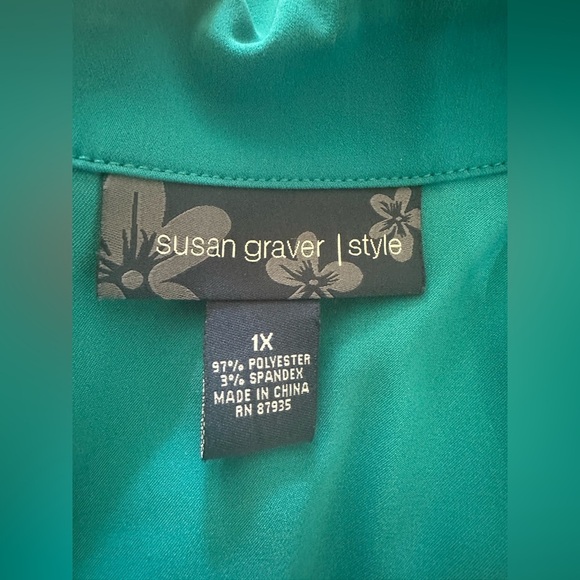 susan graver | style
1X
97% POLYESTER
3% SPANDEX
MADE IN CHINA
RN 87935